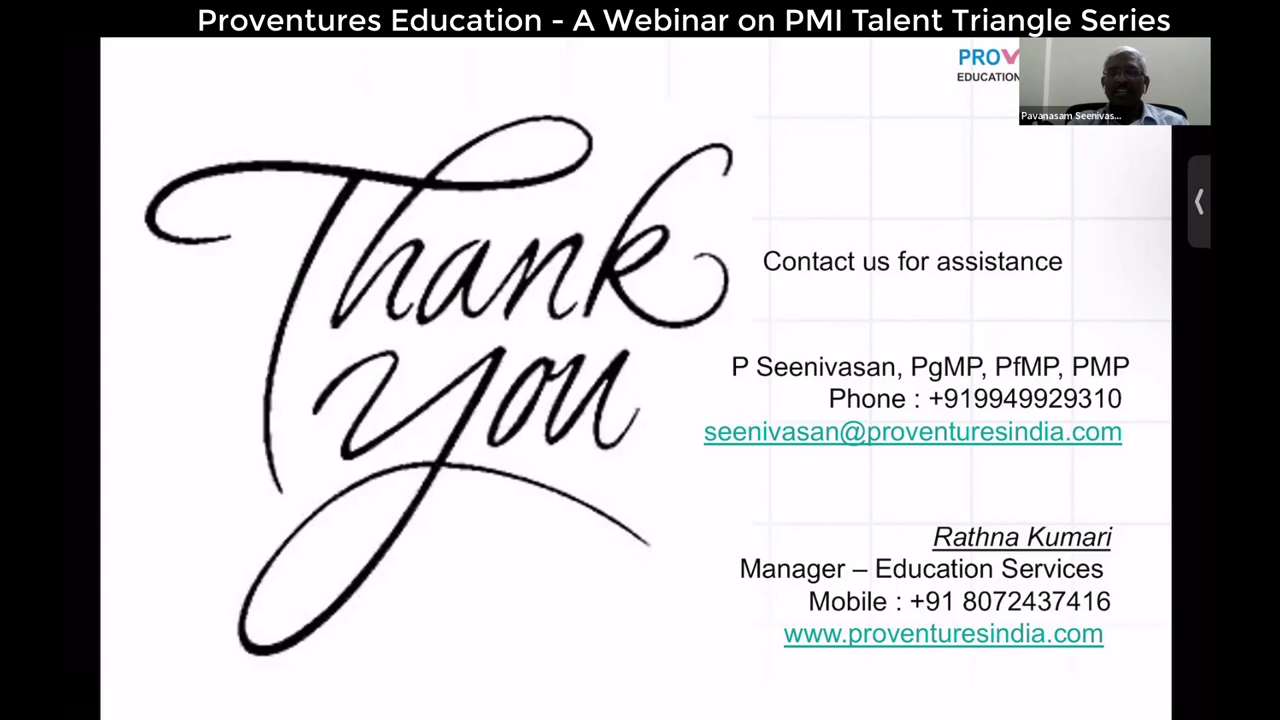 Proventures Education - A Webinar on PMI Talent Triangle Series
PROV
EDUCATION
Pavanasam Seenivas...
Thank
you
Contact us for assistance
P Seenivasan, PgMP, PfMP, PMP
Phone : +919949929310
seenivasan@proventuresindia.com
Rathna Kumari
Manager – Education Services
Mobile : +91 8072437416
www.proventuresindia.com